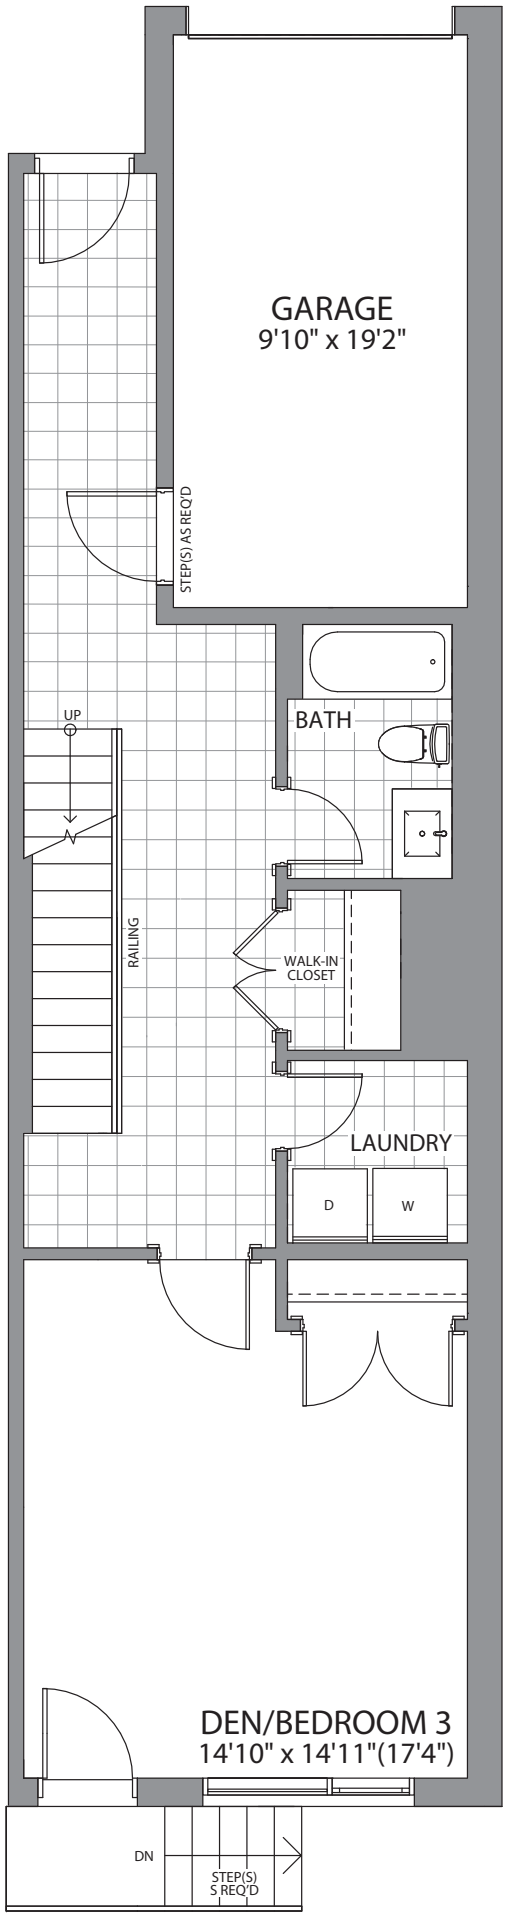 GARAGE
9'10" x 19'2"
STEP(S) AS REQ'D
UP
BATH
RAILING
WALK-IN
CLOSET
LAUNDRY
D
W
DEN/BEDROOM 3
14'10" x 14'11"(17'4")
DN
STEP(S)
S REQ'D